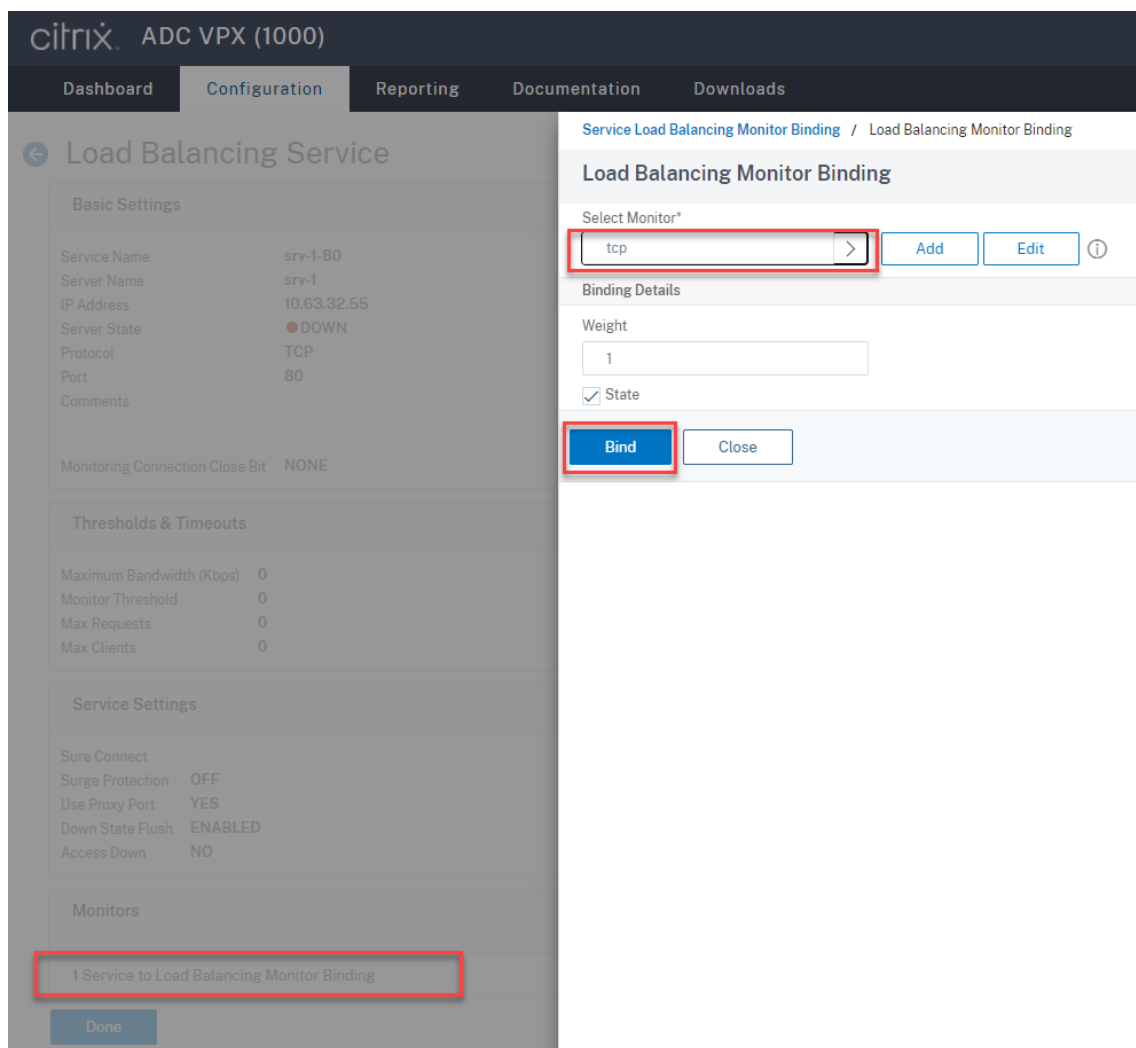 citrix. ADC VPX (1000)
Dashboard Configuration Reporting Documentation Downloads
Load Balancing Service
Basic Settings
Service Name srv-1-80
Server Name srv-1
IP Address 10.63.32.55
Server State DOWN
Protocol TCP
Port 80
Comments
Monitoring Connection Close Bit NONE
Thresholds & Timeouts
Maximum Bandwidth (Kbps) 0
Monitor Threshold 0
Max Requests 0
Max Clients 0
Service Settings
Sure Connect
Surge Protection OFF
Use Proxy Port YES
Down State Flush ENABLED
Access Down NO
Monitors
1 Service to Load Balancing Monitor Binding
Done
Service Load Balancing Monitor Binding / Load Balancing Monitor Binding
Load Balancing Monitor Binding
Select Monitor*
tcp
Add Edit
Binding Details
Weight
1
State
Bind Close